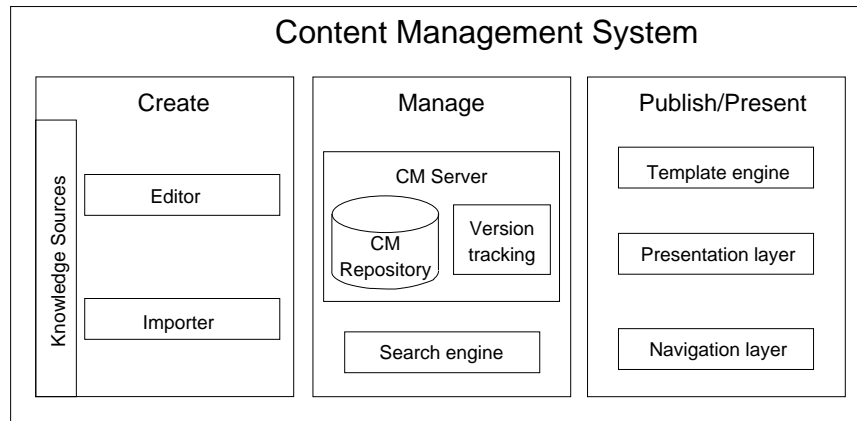 Content Management System
Create
Knowledge Sources
Editor
Importer
Manage
CM Server
CM
Repository
Version
tracking
Search engine
Publish/Present
Template engine
Presentation layer
Navigation layer